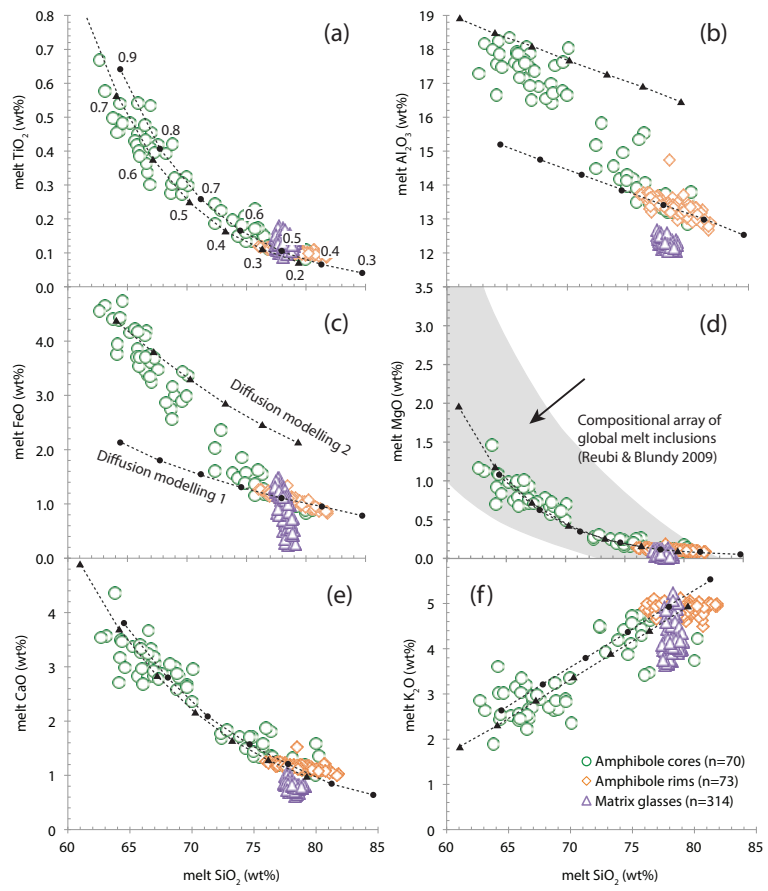 (a)
0.8
0.7
0.6
0.5
0.4
0.3
0.2
0.1
0.0
melt TiO₂ (wt%)
0.9
0.8
0.7
0.6
0.5
0.4
0.3
0.7
0.6
0.5
0.4
0.3
0.2
(b)
19
18
17
16
15
14
13
12
melt Al₂O₃ (wt%)
(c)
4.0
3.0
2.0
1.0
0.0
melt FeO (wt%)
Diffusion modelling 2
Diffusion modelling 1
(d)
3.5
3.0
2.5
2.0
1.5
1.0
0.5
0.0
melt MgO (wt%)
Compositional array of
global melt inclusions
(Reubi & Blundy 2009)
(e)
4
3
2
1
0
melt CaO (wt%)
60 65 70 75 80 85
melt SiO₂ (wt%)
(f)
5
4
3
2
1
0
melt K₂O (wt%)
Amphibole cores (n=70)
Amphibole rims (n=73)
Matrix glasses (n=314)
60 65 70 75 80 85
melt SiO₂ (wt%)